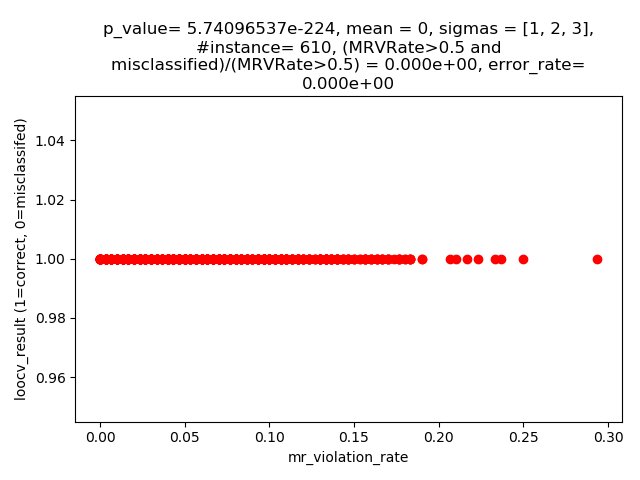 p_value= 5.74096537e-224, mean = 0, sigmas = [1, 2, 3],
#instance= 610, (MRVRate>0.5 and
misclassified)/(MRVRate>0.5) = 0.000e+00, error_rate=
0.000e+00
loocv_result (1=correct, 0=misclassifed)
1.04
1.02
1.00
0.98
0.96
0.00 0.05 0.10 0.15 0.20 0.25 0.30
mr_violation_rate